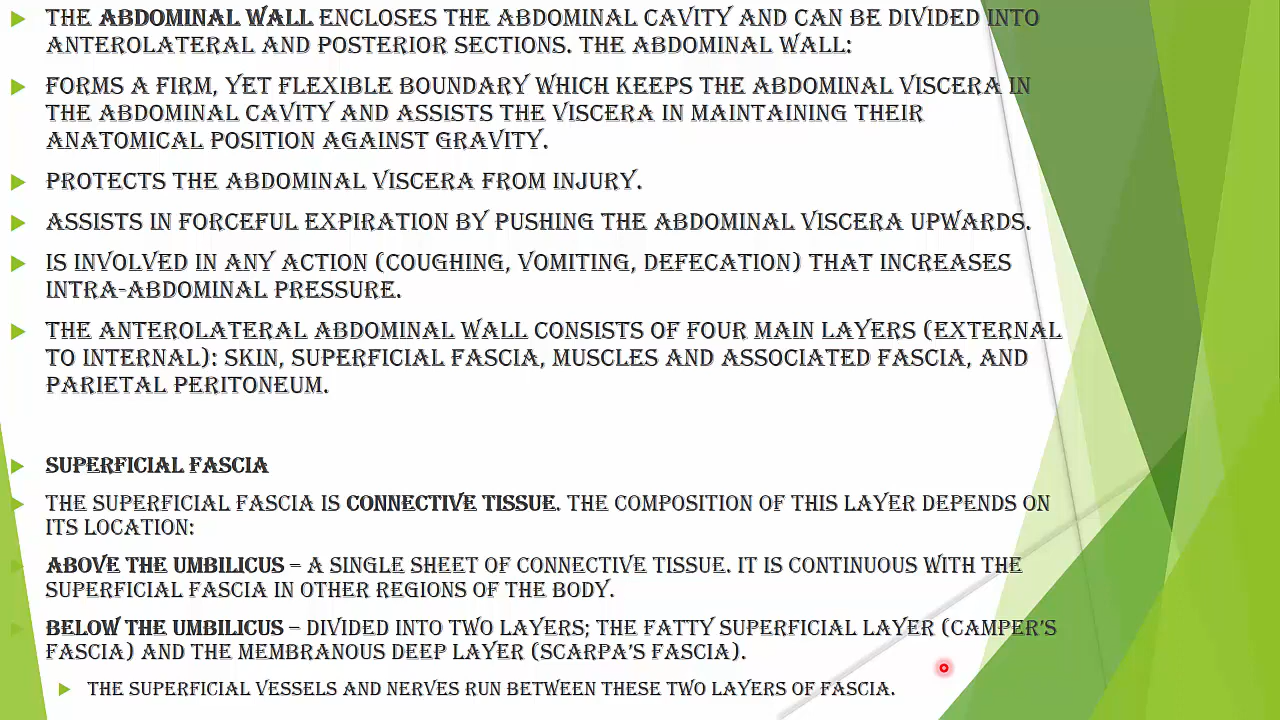 THE ABDOMINAL WALL ENCLOSES THE ABDOMINAL CAVITY AND CAN BE DIVIDED INTO
ANTEROLATERAL AND POSTERIOR SECTIONS. THE ABDOMINAL WALL:
FORMS A FIRM, YET FLEXIBLE BOUNDARY WHICH KEEPS THE ABDOMINAL VISCERA IN
THE ABDOMINAL CAVITY AND ASSISTS THE VISCERA IN MAINTAINING THEIR
ANATOMICAL POSITION AGAINST GRAVITY.
PROTECTS THE ABDOMINAL VISCERA FROM INJURY.
ASSISTS IN FORCEFUL EXPIRATION BY PUSHING THE ABDOMINAL VISCERA UPWARDS.
IS INVOLVED IN ANY ACTION (COUGHING, VOMITING, DEFECATION) THAT INCREASES
INTRA-ABDOMINAL PRESSURE.
THE ANTEROLATERAL ABDOMINAL WALL CONSISTS OF FOUR MAIN LAYERS (EXTERNAL
TO INTERNAL): SKIN, SUPERFICIAL FASCIA, MUSCLES AND ASSOCIATED FASCIA, AND
PARIETAL PERITONEUM.
SUPERFICIAL FASCIA
THE SUPERFICIAL FASCIA IS CONNECTIVE TISSUE. THE COMPOSITION OF THIS LAYER DEPENDS ON
ITS LOCATION:
ABOVE THE UMBILICUS – A SINGLE SHEET OF CONNECTIVE TISSUE. IT IS CONTINUOUS WITH THE
SUPERFICIAL FASCIA IN OTHER REGIONS OF THE BODY.
BELOW THE UMBILICUS – DIVIDED INTO TWO LAYERS; THE FATTY SUPERFICIAL LAYER (CAMPER'S
FASCIA) AND THE MEMBRANOUS DEEP LAYER (SCARPA'S FASCIA).
THE SUPERFICIAL VESSELS AND NERVES RUN BETWEEN THESE TWO LAYERS OF FASCIA.